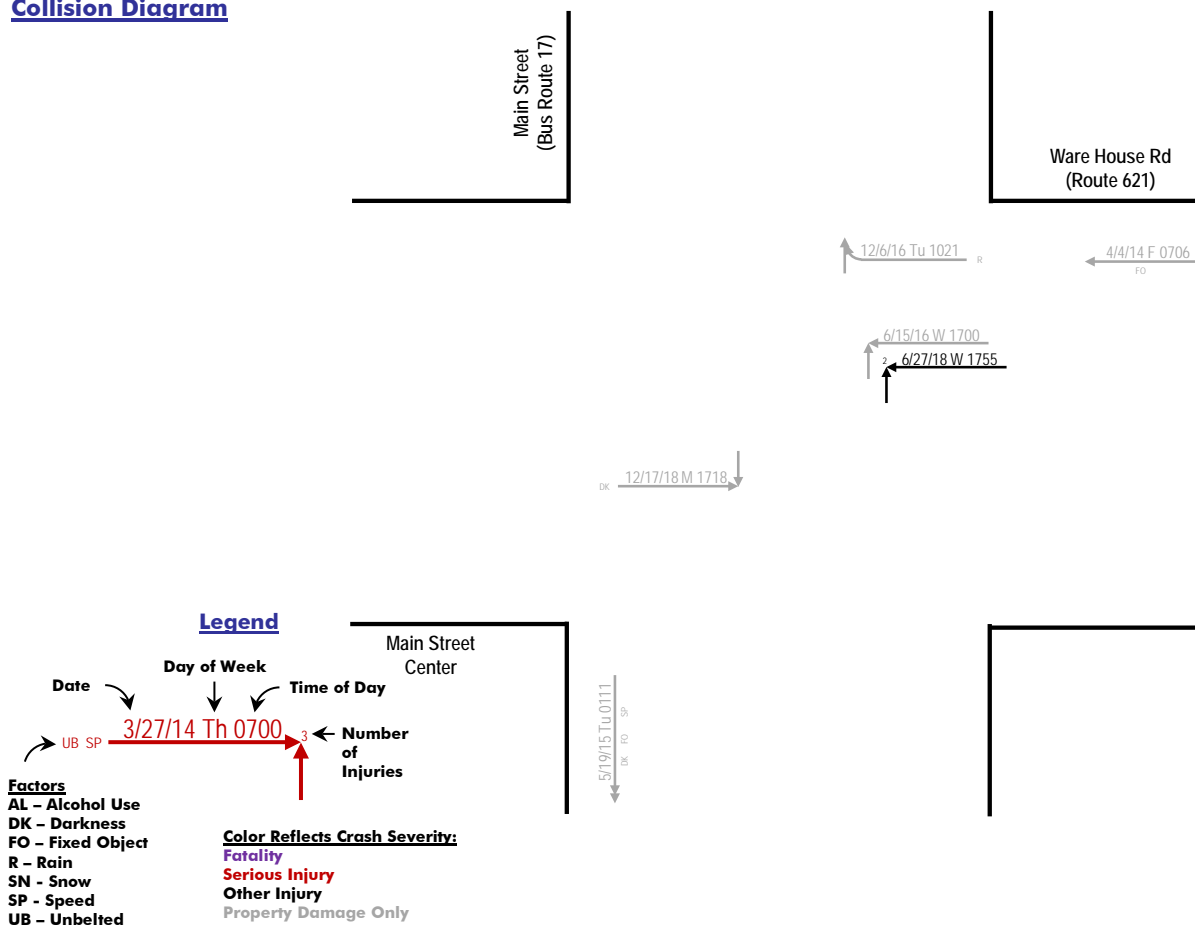 Collision Diagram
Main Street
(Bus Route 17)
Ware House Rd
(Route 621)
12/6/16 Tu 1021
R
4/4/14 F 0706
FO
6/15/16 W 1700
2
6/27/18 W 1755
DK
12/17/18 M 1718
Legend
Main Street
Center
Day of Week
Date
Time of Day
UB SP
3/27/14 Th 0700
3
Number
of
Injuries
5/19/15 Tu 0111
DK FO SP
Factors
AL – Alcohol Use
DK – Darkness
FO – Fixed Object
R – Rain
SN - Snow
SP - Speed
UB – Unbelted
Color Reflects Crash Severity:
Fatality
Serious Injury
Other Injury
Property Damage Only